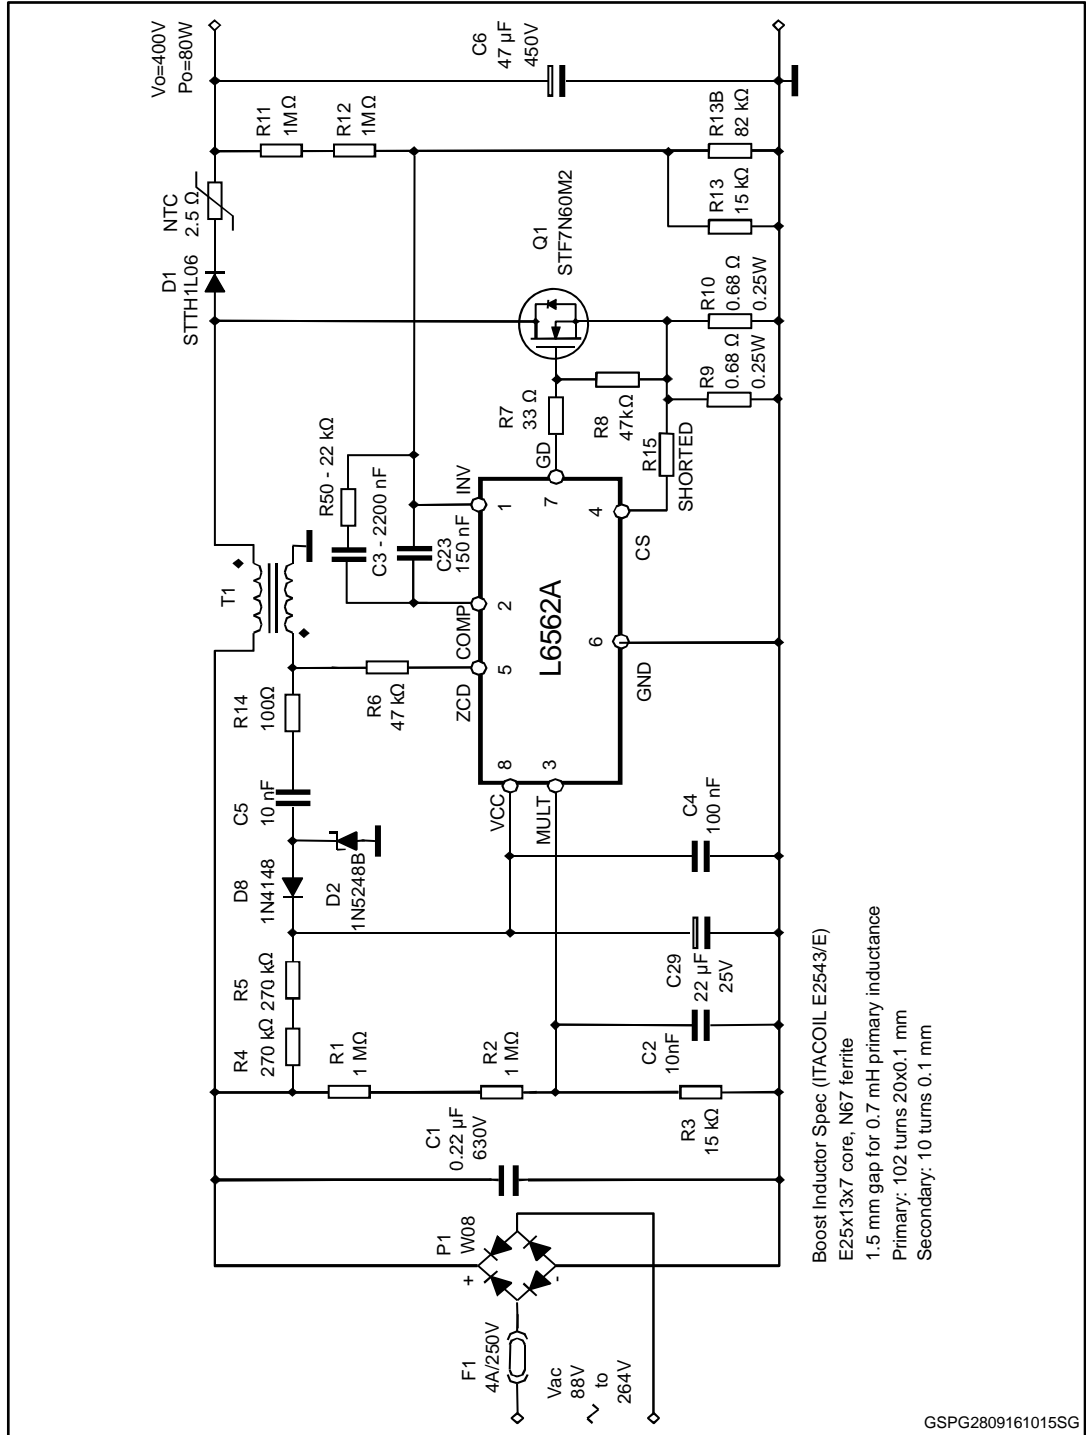 F1
4A/250V
Vac
88V
to
264V
P1
W08
+
-
C1
0.22 µF
630V
R4
270 kΩ
R5
270 kΩ
R1
1 MΩ
R2
1 MΩ
R3
15 kΩ
C2
10nF
C29
22 µF
25V
C4
100 nF
D8
1N4148
D2
1N5248B
C5
10 nF
R14
100Ω
T1
R6
47 kΩ
R50 - 22 kΩ
C3 - 2200 nF
C23
150 nF
VCC
8
MULT
3
ZCD
5
COMP
2
INV
1
L6562A
GD
7
CS
4
GND
6
R7
33 Ω
R8
47kΩ
R15
SHORTED
R9
0.68 Ω
0.25W
R10
0.68 Ω
0.25W
Q1
STF7N60M2
D1
STTH1L06
NTC
2.5 Ω
R11
1MΩ
R12
1MΩ
R13
15 kΩ
R13B
82 kΩ
C6
47 µF
450V
Vo=400V
Po=80W
Boost Inductor Spec (ITACOIL E2543/E)
E25x13x7 core, N67 ferrite
1.5 mm gap for 0.7 mH primary inductance
Primary: 102 turns 20x0.1 mm
Secondary: 10 turns 0.1 mm
GSPG2809161015SG